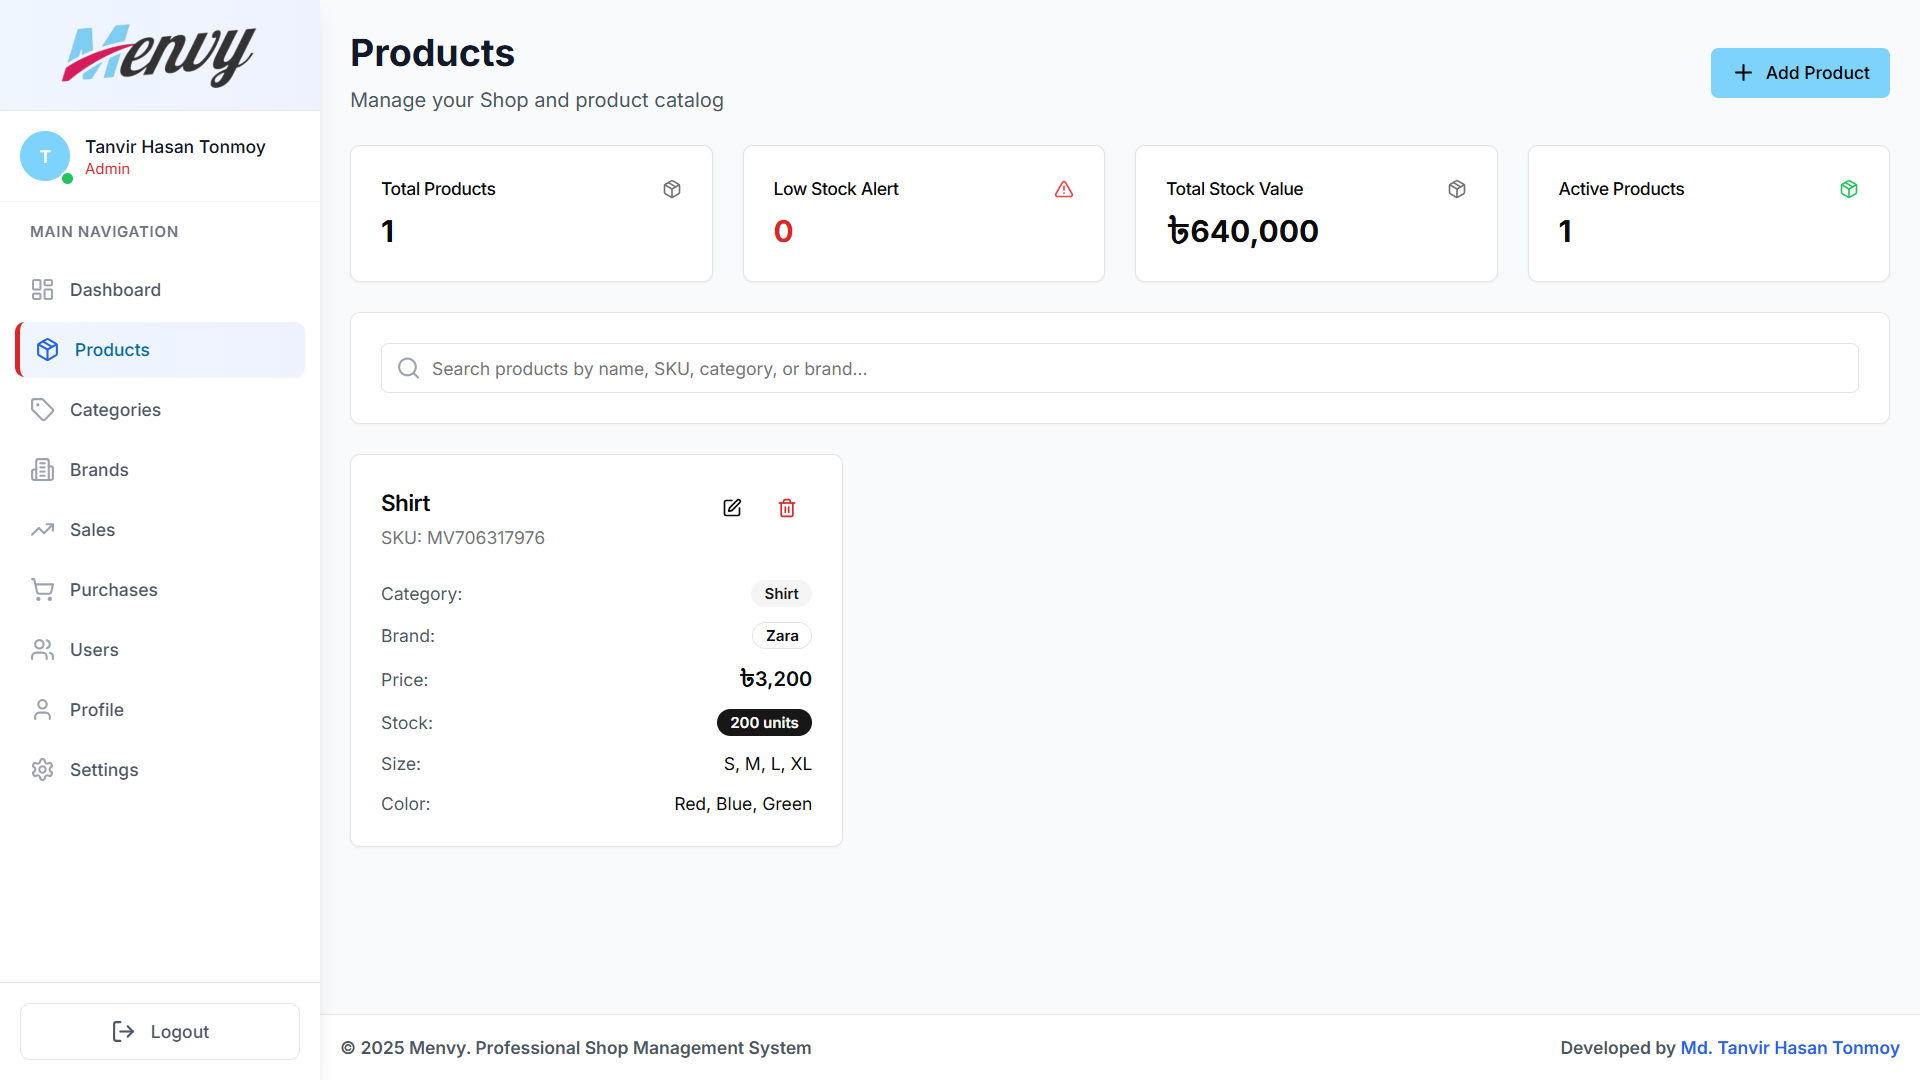 Menvy
T
Tanvir Hasan Tonmoy
Admin
MAIN NAVIGATION
Dashboard
Products
Categories
Brands
Sales
Purchases
Users
Profile
Settings
Logout
Products
Manage your Shop and product catalog
Add Product
Total Products
1
Low Stock Alert
0
Total Stock Value
৳640,000
Active Products
1
Search products by name, SKU, category, or brand...
Shirt
SKU: MV706317976
Category: Shirt
Brand: Zara
Price: ৳3,200
Stock: 200 units
Size: S, M, L, XL
Color: Red, Blue, Green
© 2025 Menvy. Professional Shop Management System
Developed by Md. Tanvir Hasan Tonmoy